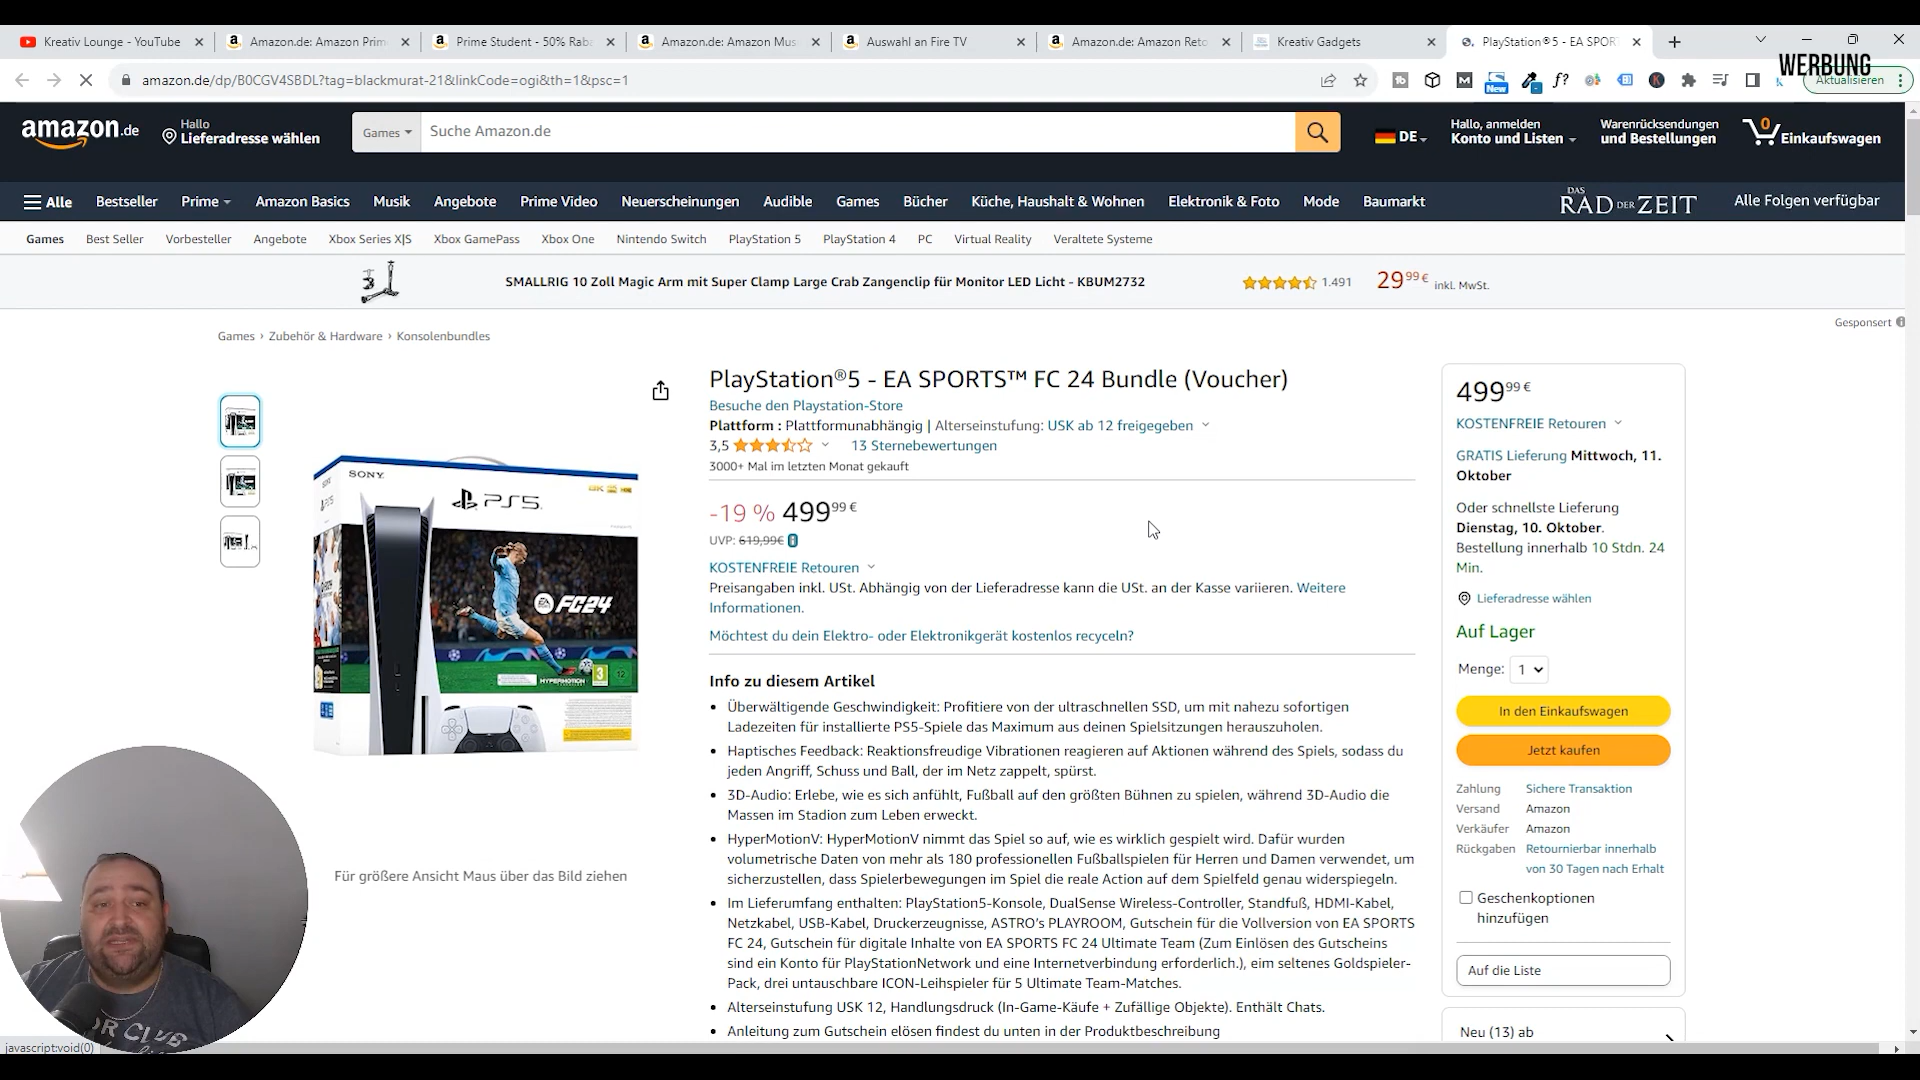 Kreativ Lounge - YouTube
Amazon.de: Amazon Prim
Prime Student - 50% Raba
Amazon.de: Amazon Mus
Auswahl an Fire TV
Amazon.de: Amazon Reto
Kreativ Gadgets
PlayStation®5 - EA SPOR
WERBUNG
amazon.de/dp/B0CGV4SBDL?tag=blackmurat-21&linkCode=ogi&th=1&psc=1
New
Aktualisieren
amazon.de
Hallo
Lieferadresse wählen
Games
Suche Amazon.de
DE
Hallo, anmelden
Konto und Listen
Warenrücksendungen
und Bestellungen
0
Einkaufswagen
Alle Bestseller Prime Amazon Basics Musik Angebote Prime Video Neuerscheinungen Audible Games Bücher Küche, Haushalt & Wohnen Elektronik & Foto Mode Baumarkt
DAS RAD DER ZEIT
Alle Folgen verfügbar
Games Best Seller Vorbesteller Angebote Xbox Series X|S Xbox GamePass Xbox One Nintendo Switch PlayStation 5 PlayStation 4 PC Virtual Reality Veraltete Systeme
SMALLRIG 10 Zoll Magic Arm mit Super Clamp Large Crab Zangenclip für Monitor LED Licht - KBUM2732
1.491
29 99 € inkl. MwSt.
Gesponsert
Games › Zubehör & Hardware › Konsolenbundles
SONY
PS5
EA SPORTS FC24
HYPERMOTION
3
12
Für größere Ansicht Maus über das Bild ziehen
PlayStation®5 - EA SPORTS™ FC 24 Bundle (Voucher)
Besuche den Playstation-Store
Plattform : Plattformunabhängig | Alterseinstufung: USK ab 12 freigegeben
3,5
13 Sternebewertungen
3000+ Mal im letzten Monat gekauft
-19 % 499 99 €
UVP: 619,99€
KOSTENFREIE Retouren
Preisangaben inkl. USt. Abhängig von der Lieferadresse kann die USt. an der Kasse variieren. Weitere
Informationen.
Möchtest du dein Elektro- oder Elektronikgerät kostenlos recyceln?
Info zu diesem Artikel
• Überwältigende Geschwindigkeit: Profitiere von der ultraschnellen SSD, um mit nahezu sofortigen
Ladezeiten für installierte PS5-Spiele das Maximum aus deinen Spielsitzungen herauszuholen.
• Haptisches Feedback: Reaktionsfreudige Vibrationen reagieren auf Aktionen während des Spiels, sodass du
jeden Angriff, Schuss und Ball, der im Netz zappelt, spürst.
• 3D-Audio: Erlebe, wie es sich anfühlt, Fußball auf den größten Bühnen zu spielen, während 3D-Audio die
Massen im Stadion zum Leben erweckt.
• HyperMotionV: HyperMotionV nimmt das Spiel so auf, wie es wirklich gespielt wird. Dafür wurden
volumetrische Daten von mehr als 180 professionellen Fußballspielen für Herren und Damen verwendet, um
sicherzustellen, dass Spielerbewegungen im Spiel die reale Action auf dem Spielfeld genau widerspiegeln.
• Im Lieferumfang enthalten: PlayStation5-Konsole, DualSense Wireless-Controller, Standfuß, HDMI-Kabel,
Netzkabel, USB-Kabel, Druckerzeugnisse, ASTRO's PLAYROOM, Gutschein für die Vollversion von EA SPORTS
FC 24, Gutschein für digitale Inhalte von EA SPORTS FC 24 Ultimate Team (Zum Einlösen des Gutscheins
sind ein Konto für PlayStationNetwork und eine Internetverbindung erforderlich.), eim seltenes Goldspieler-
Pack, drei untauschbare ICON-Leihspieler für 5 Ultimate Team-Matches.
• Alterseinstufung USK 12, Handlungsdruck (In-Game-Käufe + Zufällige Objekte). Enthält Chats.
• Anleitung zum Gutschein elösen findest du unten in der Produktbeschreibung
499 99 €
KOSTENFREIE Retouren
GRATIS Lieferung Mittwoch, 11.
Oktober
Oder schnellste Lieferung
Dienstag, 10. Oktober.
Bestellung innerhalb 10 Stdn. 24
Min.
Lieferadresse wählen
Auf Lager
Menge: 1
In den Einkaufswagen
Jetzt kaufen
Zahlung Sichere Transaktion
Versand Amazon
Verkäufer Amazon
Rückgaben Retournierbar innerhalb
von 30 Tagen nach Erhalt
Geschenkoptionen
hinzufügen
Auf die Liste
Neu (13) ab
OR CLUB
javascript:void(0)